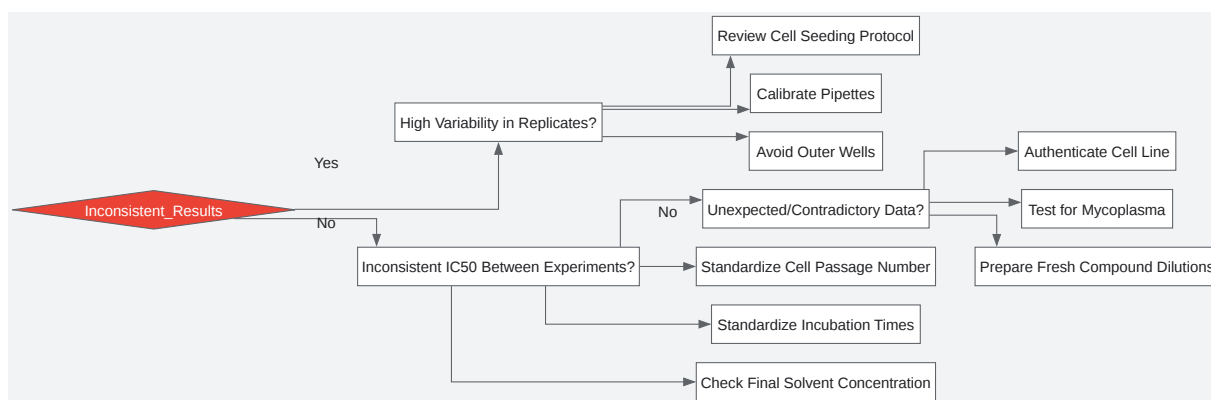 Review Cell Seeding Protocol
Calibrate Pipettes
High Variability in Replicates?
Avoid Outer Wells
Authenticate Cell Line
Yes
Inconsistent_Results
No
No
Unexpected/Contradictory Data?
Test for Mycoplasma
Inconsistent IC50 Between Experiments?
Standardize Cell Passage Number
Prepare Fresh Compound Dilutions
Standardize Incubation Times
Check Final Solvent Concentration